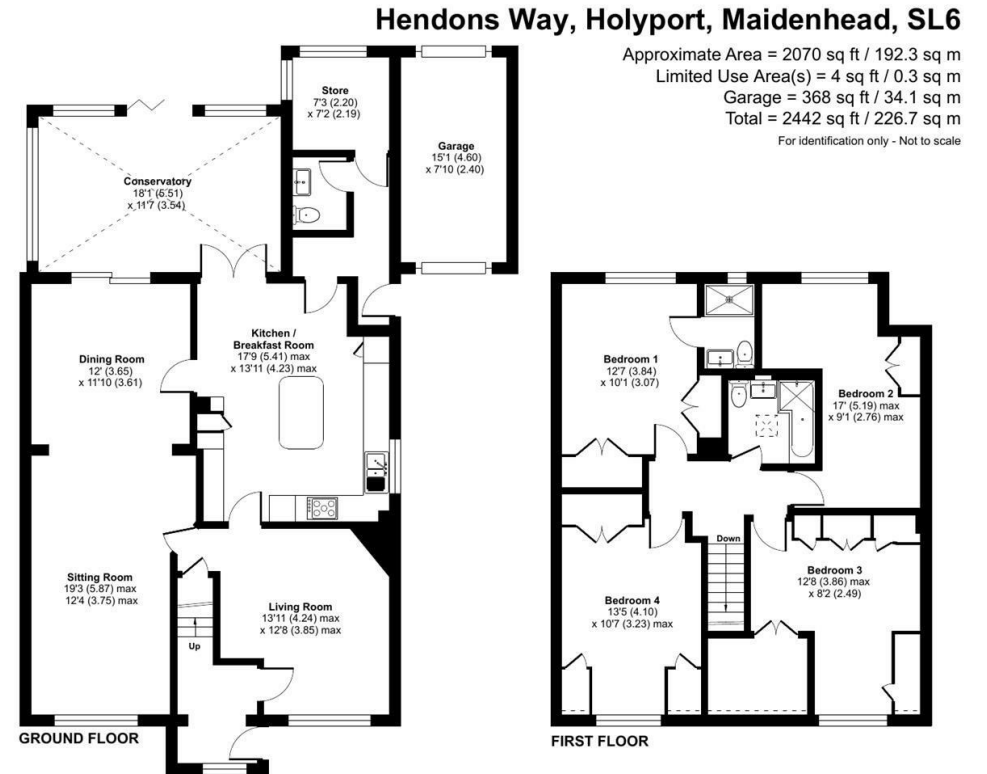 Hendons Way, Holyport, Maidenhead, SL6
Approximate Area = 2070 sq ft / 192.3 sq m
Limited Use Area(s) = 4 sq ft / 0.3 sq m
Garage = 368 sq ft / 34.1 sq m
Total = 2442 sq ft / 226.7 sq m
For identification only - Not to scale
Store
7'3 (2.20)
x 7'2 (2.19)
Garage
15'1 (4.60)
x 7'10 (2.40)
Conservatory
18'1 (5.51)
x 11'7 (3.54)
Kitchen /
Breakfast Room
17'9 (5.41) max
x 13'11 (4.23) max
Dining Room
12' (3.65)
x 11'10 (3.61)
Sitting Room
19'3 (5.87) max
12'4 (3.75) max
Living Room
13'11 (4.24) max
x 12'8 (3.85) max
Up
GROUND FLOOR
Bedroom 1
12'7 (3.84)
x 10'1 (3.07)
Bedroom 2
17' (5.19) max
x 9'1 (2.76) max
Down
Bedroom 3
12'8 (3.86) max
x 8'2 (2.49)
Bedroom 4
13'5 (4.10)
x 10'7 (3.23) max
FIRST FLOOR